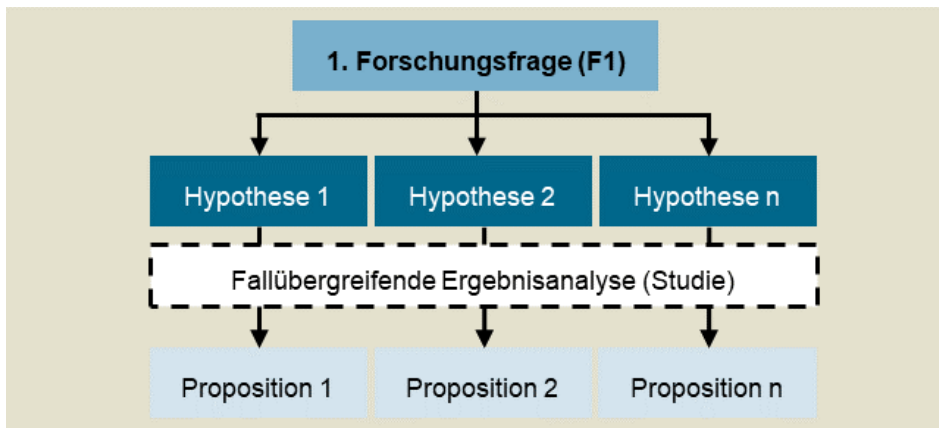 1. Forschungsfrage (F1)
Hypothese 1
Hypothese 2
Hypothese n
Fallübergreifende Ergebnisanalyse (Studie)
Proposition 1
Proposition 2
Proposition n